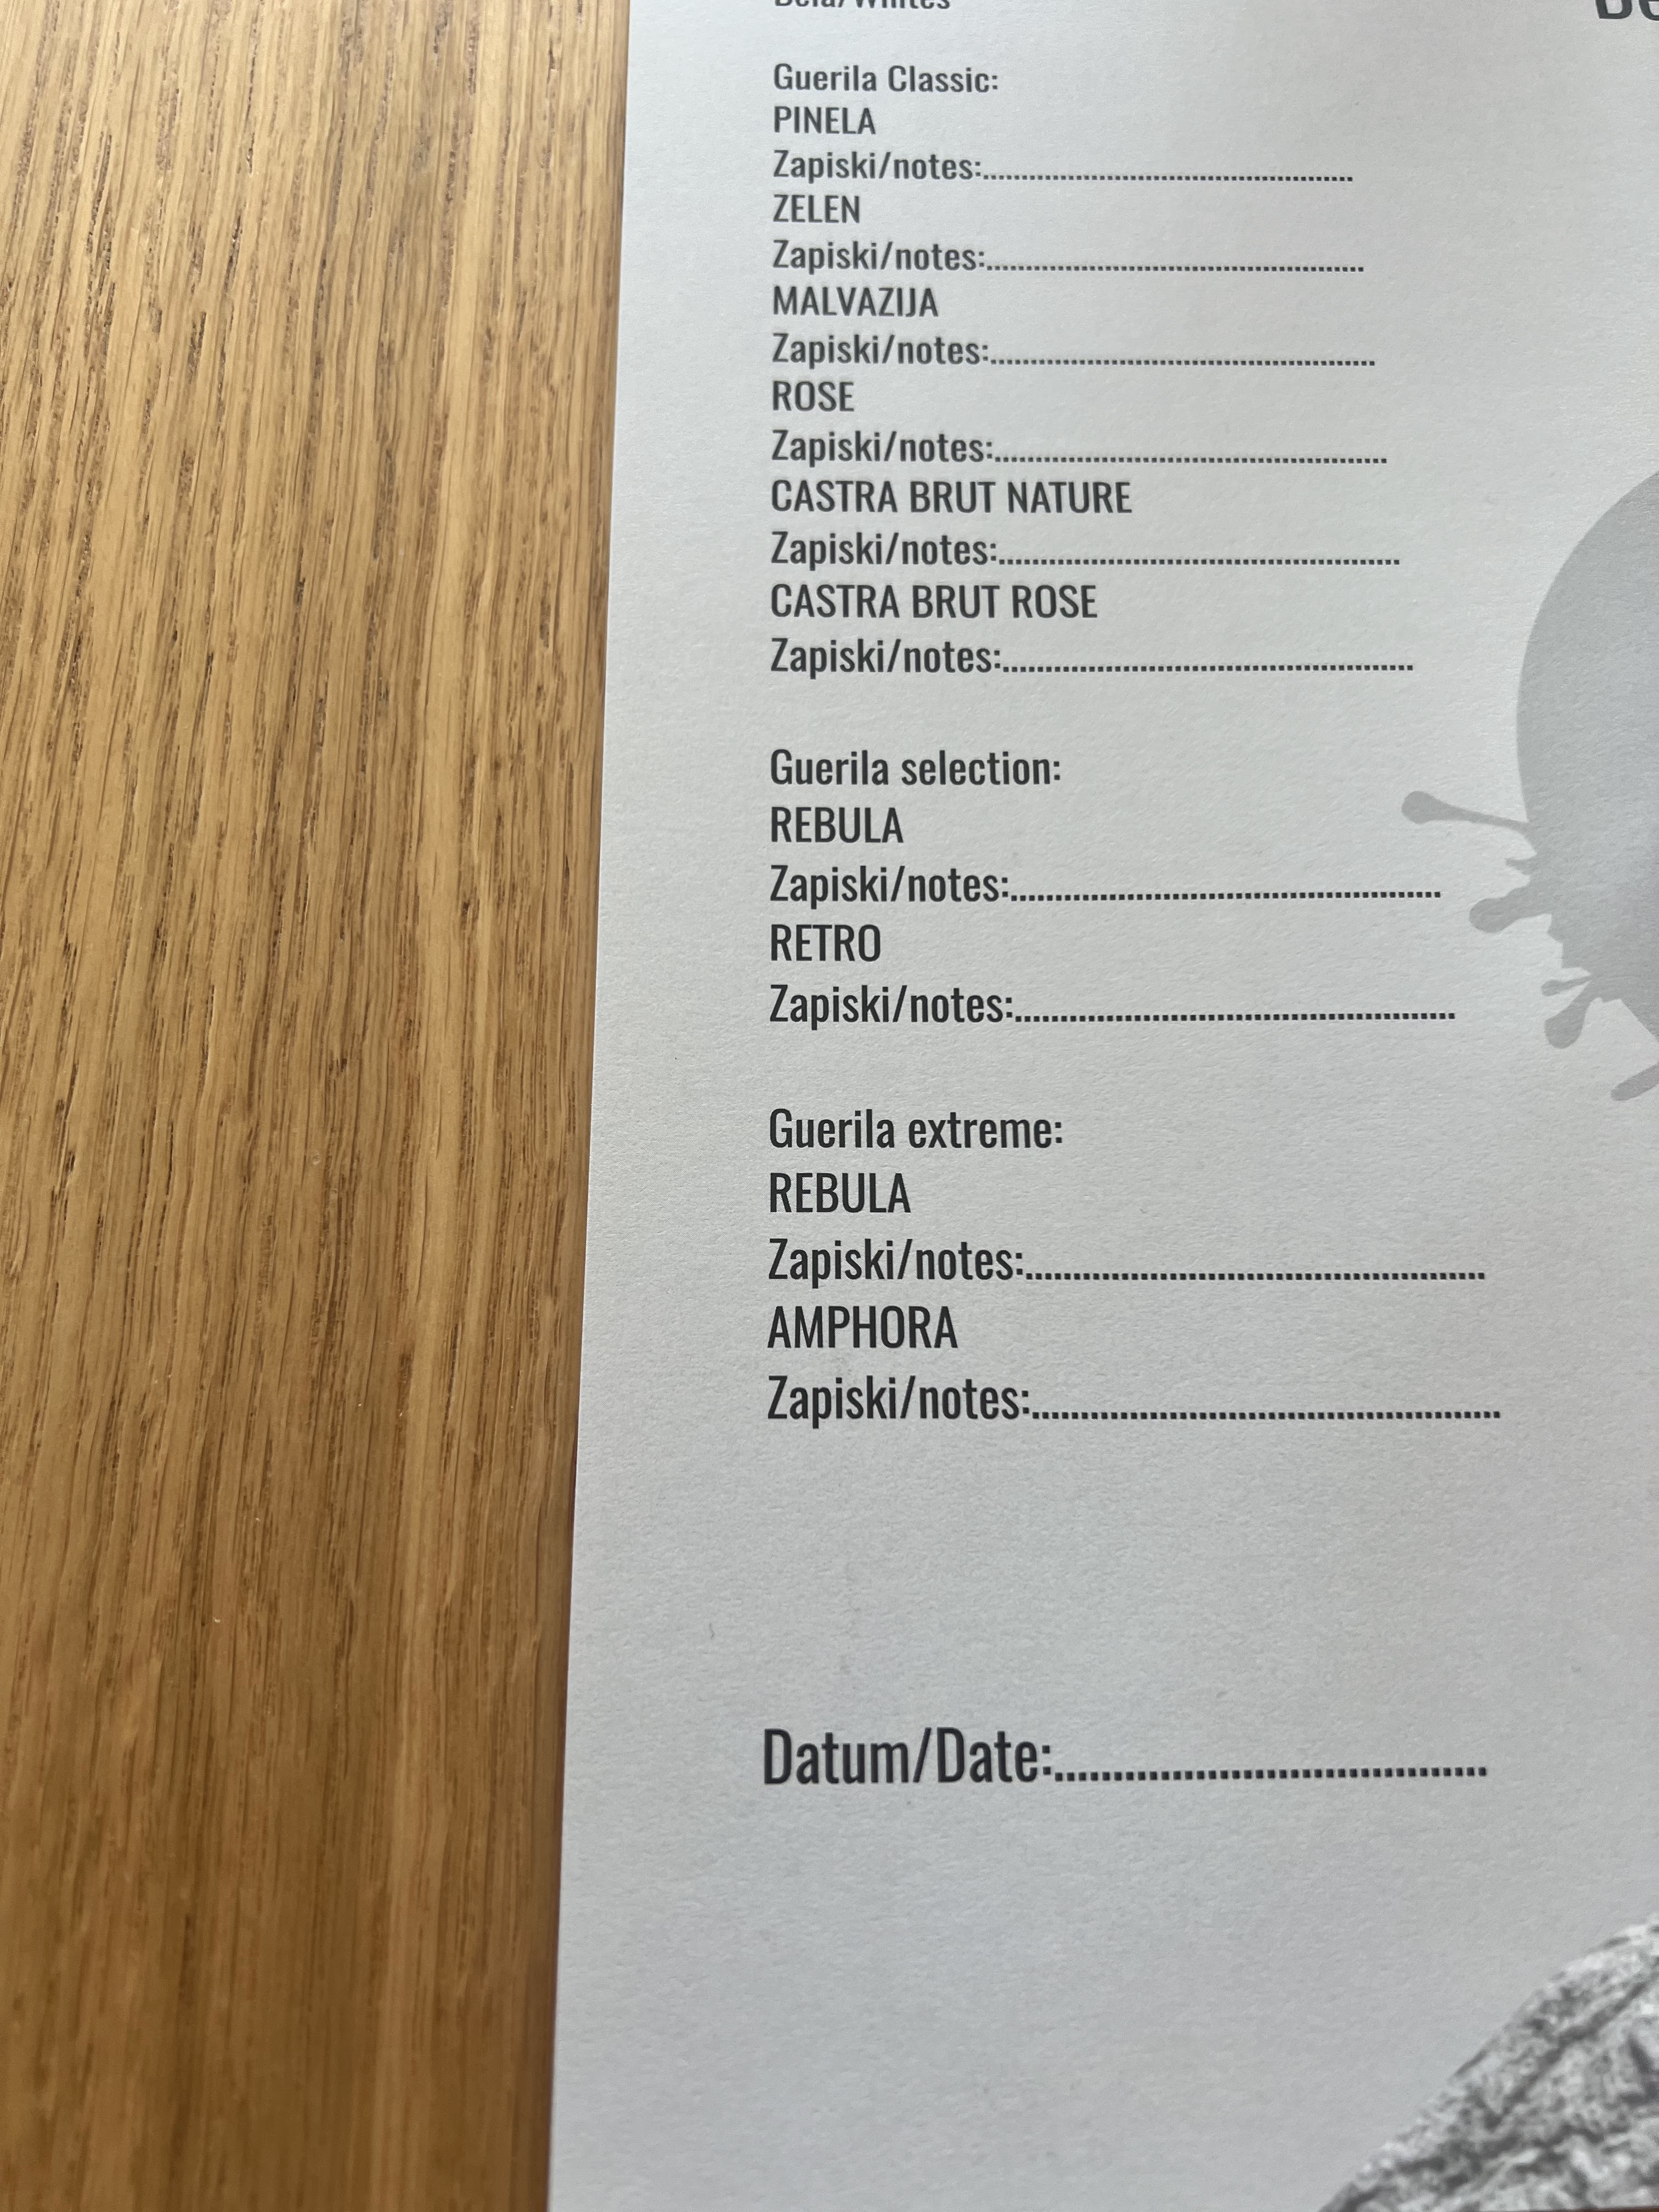 Bela/Whites
Guerila Classic:
PINELA
Zapiski/notes:................................................
ZELEN
Zapiski/notes:................................................
MALVAZIJA
Zapiski/notes:................................................
ROSE
Zapiski/notes:................................................
CASTRA BRUT NATURE
Zapiski/notes:................................................
CASTRA BRUT ROSE
Zapiski/notes:................................................
Guerila selection:
REBULA
Zapiski/notes:................................................
RETRO
Zapiski/notes:................................................
Guerila extreme:
REBULA
Zapiski/notes:................................................
AMPHORA
Zapiski/notes:................................................
Datum/Date:......................................